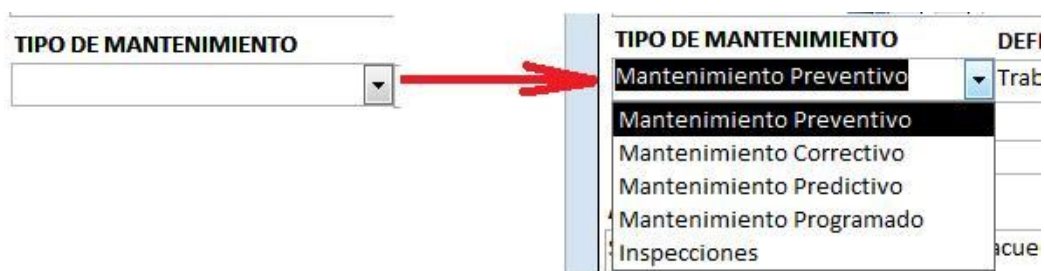 TIPO DE MANTENIMIENTO
TIPO DE MANTENIMIENTO
Mantenimiento Preventivo
Mantenimiento Preventivo
Mantenimiento Correctivo
Mantenimiento Predictivo
Mantenimiento Programado
Inspecciones